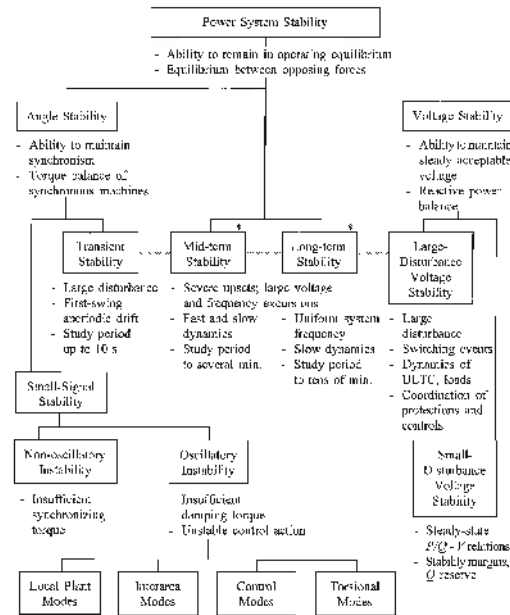 Power System Stability
- Ability to remain in operating equilibrium
- Equilibrium between opposing forces
Angle Stability
- Ability to maintain
synchronism
- Torque balance of
synchronous machines
Voltage Stability
- Ability to maintain
steady acceptable
voltage
- Reactive power
balance
Transient
Stability
- Large disturbance
- First-swing
aperiodic drift
- Study period
up to 10 s
*
Mid-term
Stability
- Severe upsets; large voltage
and frequency excursions
- Fast and slow
dynamics
- Study period
to several min.
*
Long-term
Stability
- Uniform system
frequency
- Slow dynamics
- Study period
to tens of min.
Large-
Disturbance
Voltage
Stability
- Large
disturbance
- Switching events
- Dynamics of
ULTC, loads
- Coordination of
protections and
controls
Small-Signal
Stability
Non-oscillatory
Instability
- Insufficient
synchronizing
torque
Oscillatory
Instability
Insufficient
damping torque
- Unstable control action
Small-
Disturbance
Voltage
Stability
- Steady-state
P/Q - V relations
- Stability margins,
Q reserve
Local Plant
Modes
Interarea
Modes
Control
Modes
Torsional
Modes